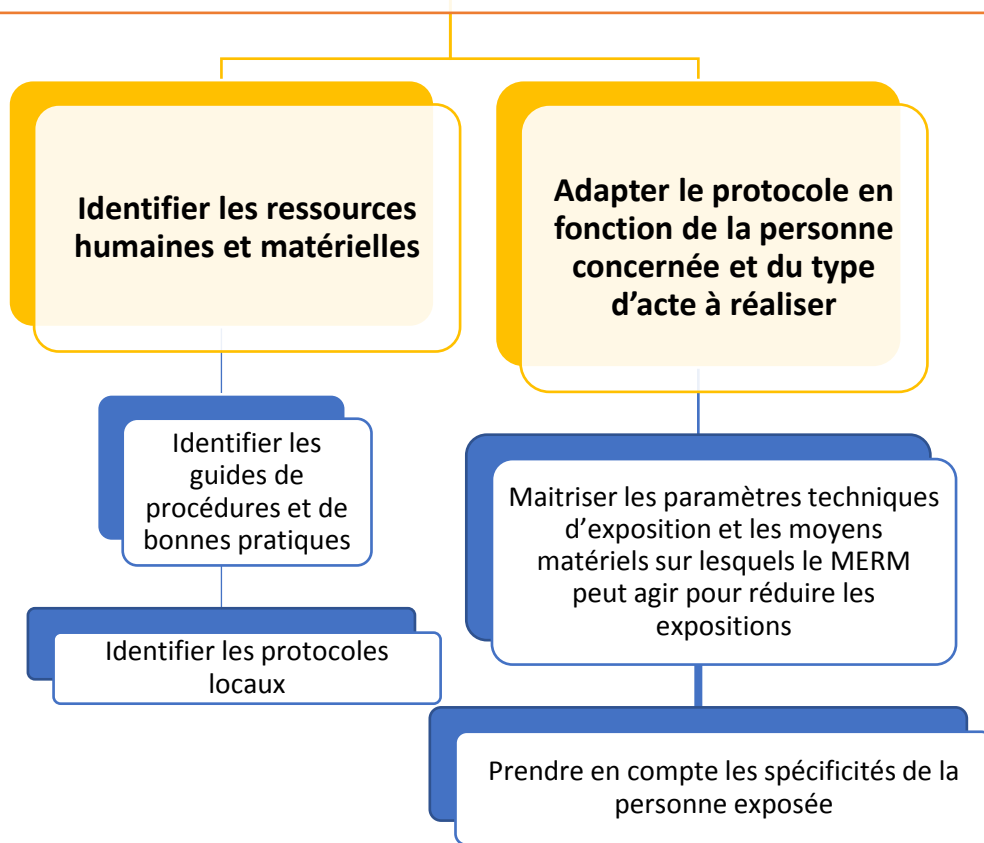 Identifier les ressources
humaines et matérielles
Adapter le protocole en
fonction de la personne
concernée et du type
d'acte à réaliser
Identifier les
guides de
procédures et de
bonnes pratiques
Identifier les protocoles
locaux
Maitriser les paramètres techniques
d'exposition et les moyens
matériels sur lesquels le MERM
peut agir pour réduire les
expositions
Prendre en compte les spécificités de la
personne exposée